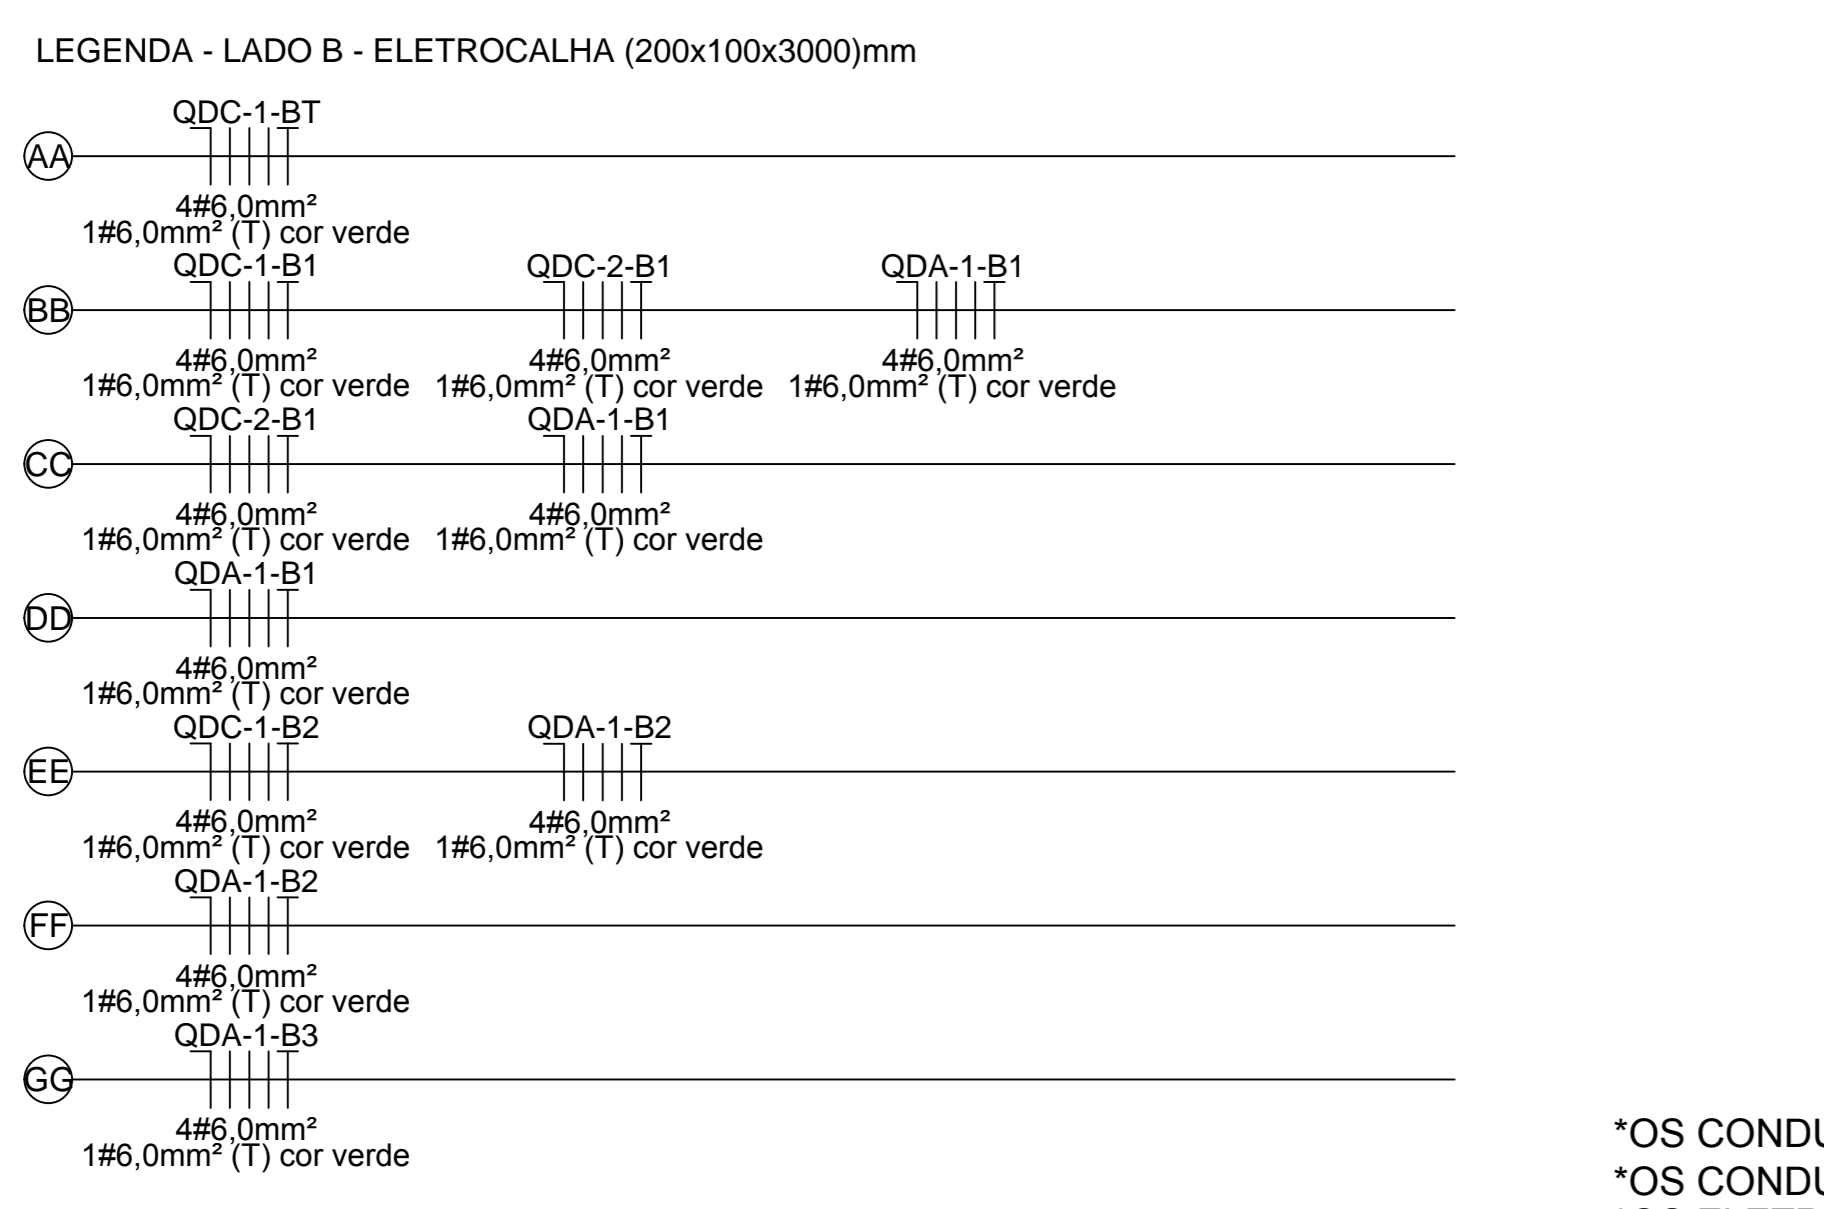 LEGENDA - LADO B - ELETROCALHA (200x100x3000)mm
QDC-1-BT
AA
4#6,0mm²
1#6,0mm² (T) cor verde
QDC-1-B1 QDC-2-B1 QDA-1-B1
BB
4#6,0mm² 4#6,0mm² 4#6,0mm²
1#6,0mm² (T) cor verde 1#6,0mm² (T) cor verde 1#6,0mm² (T) cor verde
QDC-2-B1 QDA-1-B1
CC
4#6,0mm² 4#6,0mm²
1#6,0mm² (T) cor verde 1#6,0mm² (T) cor verde
QDA-1-B1
DD
4#6,0mm²
1#6,0mm² (T) cor verde
QDC-1-B2 QDA-1-B2
EE
4#6,0mm² 4#6,0mm²
1#6,0mm² (T) cor verde 1#6,0mm² (T) cor verde
QDA-1-B2
FF
4#6,0mm²
1#6,0mm² (T) cor verde
QDA-1-B3
GG
4#6,0mm²
1#6,0mm² (T) cor verde
*OS CONDU
*OS CONDU